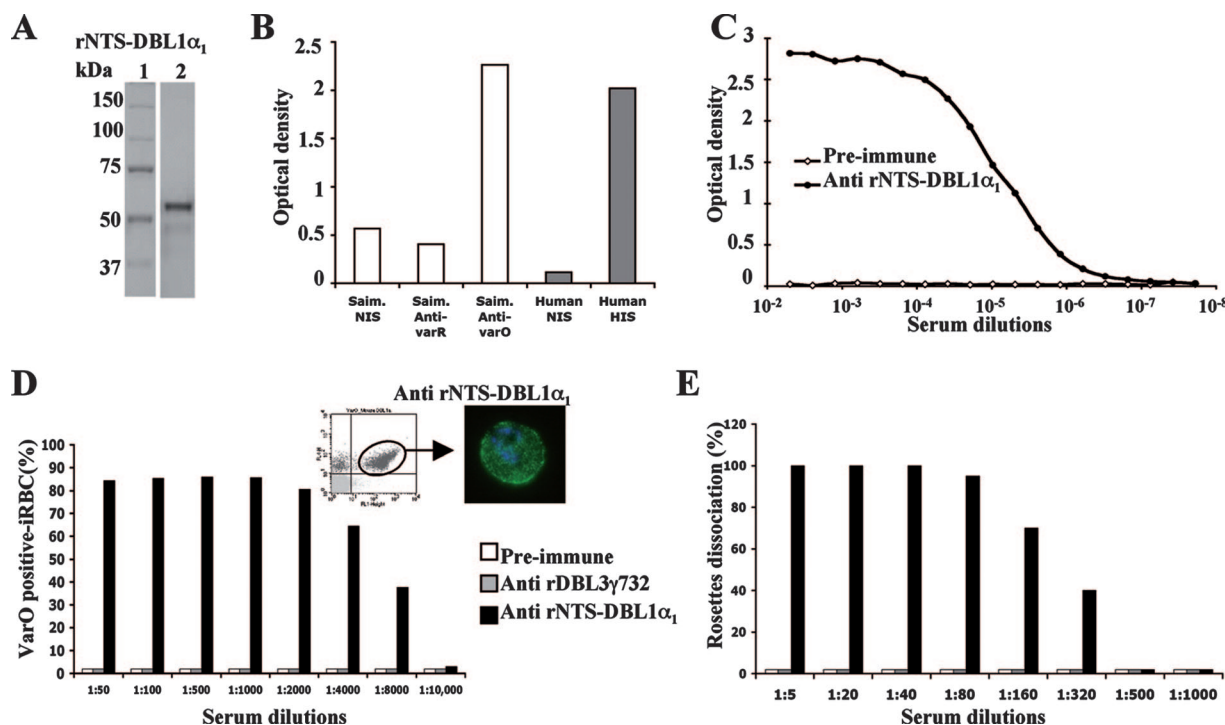 A
rNTS-DBL1α1
kDa 1 2
150
100
75
50
37
B
Optical density
2.5
2
1.5
1
0.5
0
Saim. NIS
Saim. Anti-varR
Saim. Anti-varO
Human NIS
Human HIS
C
Optical density
3
2.5
2
1.5
1
0.5
0
Pre-immune
Anti rNTS-DBL1α1
10-2 10-3 10-4 10-5 10-6 10-7 10-8
Serum dilutions
D
Anti rNTS-DBL1α1
VarO positive-iRBC(%)
100
90
80
70
60
50
40
30
20
10
0
1:50 1:100 1:500 1:1000 1:2000 1:4000 1:8000 1:10,000
Serum dilutions
FL1-Height
Pre-immune
Anti rDBL3γ732
Anti rNTS-DBL1α1
E
Rosettes dissociation (%)
120
100
80
60
40
20
0
1:5 1:20 1:40 1:80 1:160 1:320 1:500 1:1000
Serum dilutions